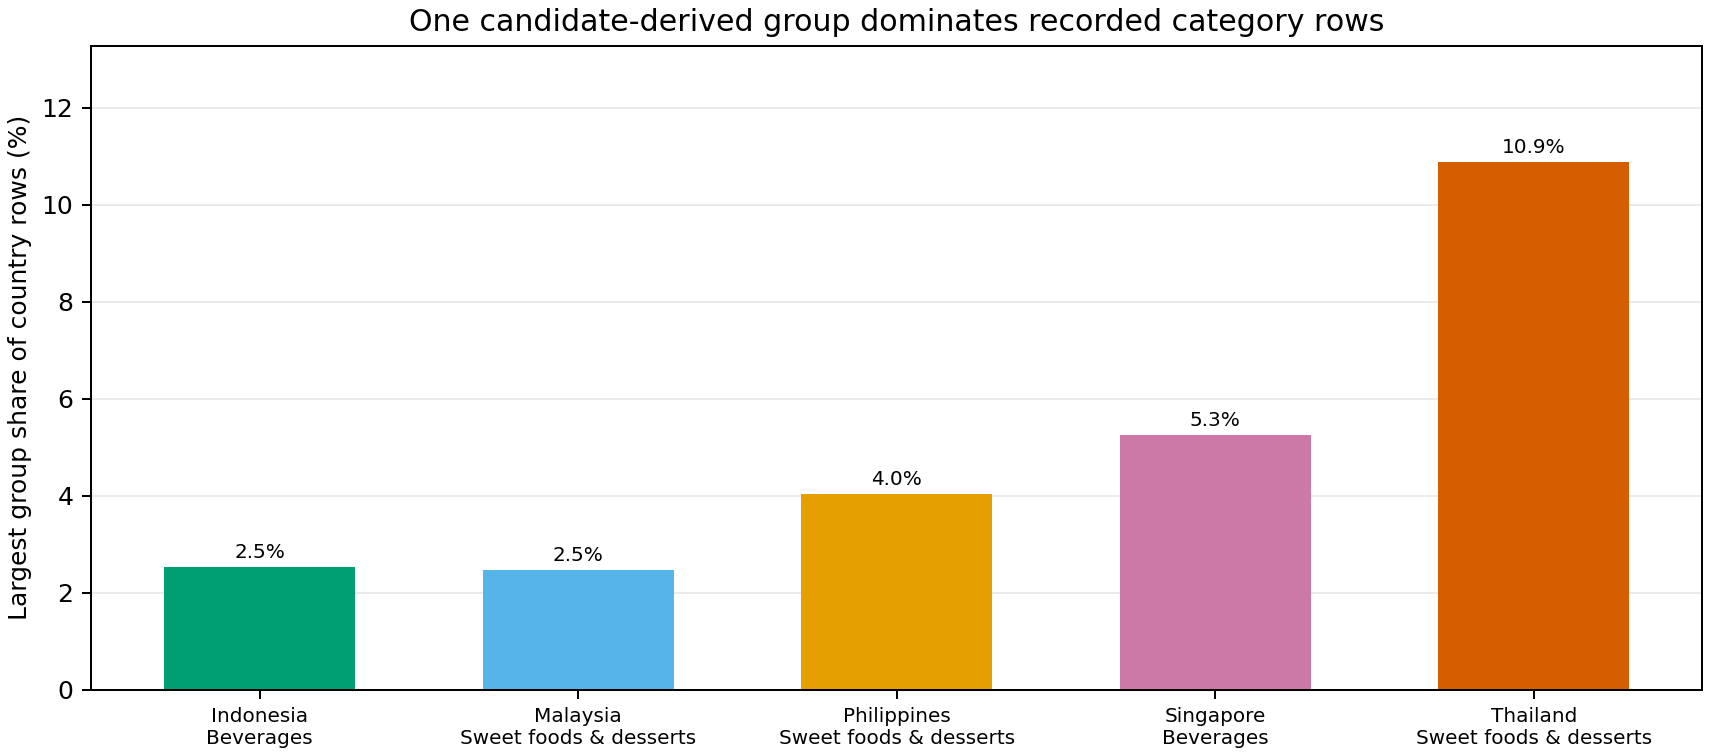 One candidate-derived group dominates recorded category rows
Largest group share of country rows (%)
12
10
8
6
4
2
0
2.5%
2.5%
4.0%
5.3%
10.9%
Indonesia
Beverages
Malaysia
Sweet foods & desserts
Philippines
Sweet foods & desserts
Singapore
Beverages
Thailand
Sweet foods & desserts